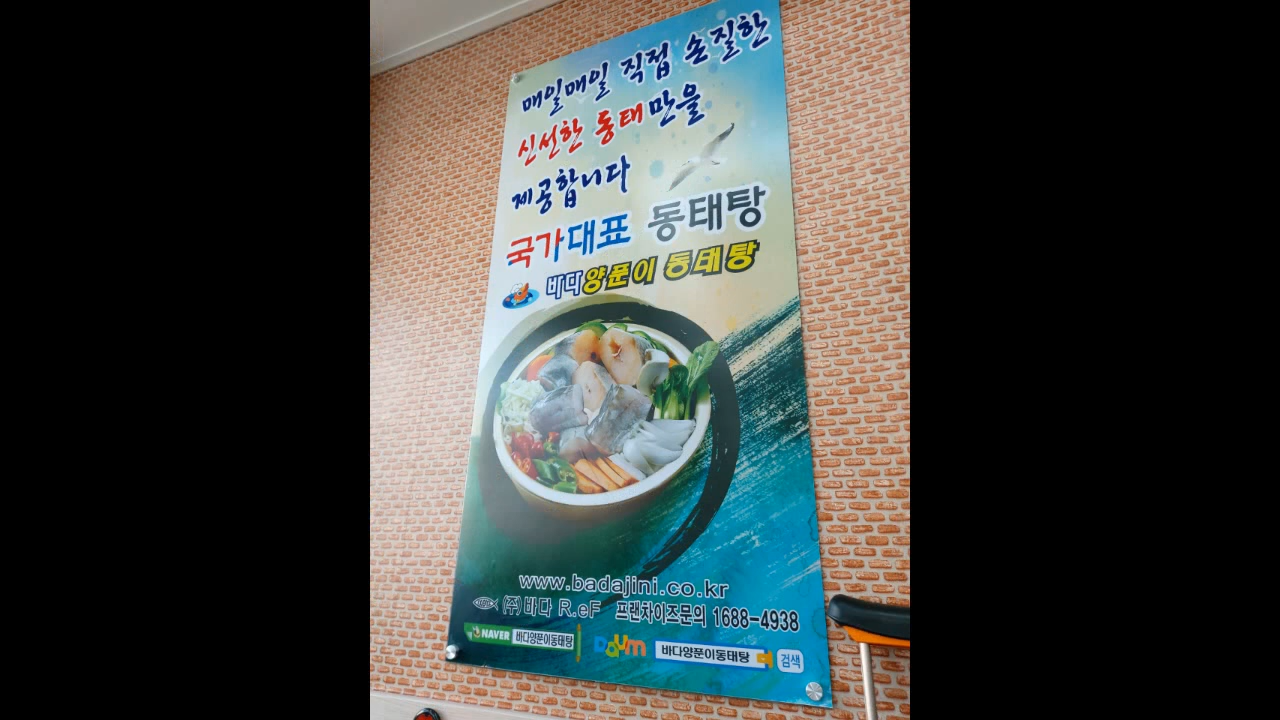 매일매일 직접 손질한
신선한 동태만을
제공합니다
국가대표 동태탕
바다양푼이 동태탕
www.badajini.co.kr
(주)바다 R.eF 프랜차이즈문의 1688-4938
NAVER 바다양푼이동태탕 Daum 바다양푼이동태탕 검색